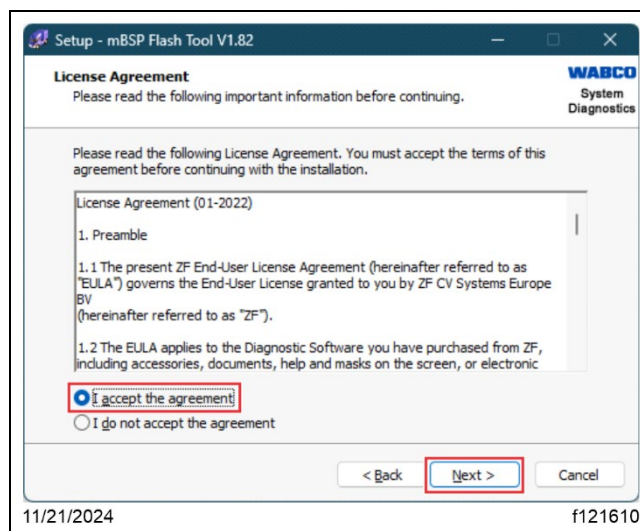 Setup - mBSP Flash Tool V1.82
License Agreement
Please read the following important information before continuing.
WABCO
System
Diagnostics
Please read the following License Agreement. You must accept the terms of this
agreement before continuing with the installation.
License Agreement (01-2022)
1. Preamble
1.1 The present ZF End-User License Agreement (hereinafter referred to as
"EULA") governs the End-User License granted to you by ZF CV Systems Europe
BV
(hereinafter referred to as "ZF").
1.2 The EULA applies to the Diagnostic Software you have purchased from ZF,
including accessories, documents, help and masks on the screen, or electronic
I accept the agreement
I do not accept the agreement
< Back
Next >
Cancel
11/21/2024
f121610